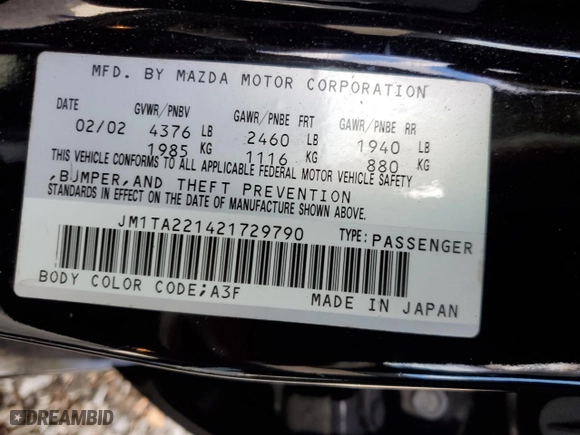 MFD. BY MAZDA MOTOR CORPORATION
DATE GVWR/PNBV GAWR/PNBE FRT GAWR/PNBE RR
02/02 4376 LB 2460 LB 1940 LB
1985 KG 1116 KG 880 KG
THIS VEHICLE CONFORMS TO ALL APPLICABLE FEDERAL MOTOR VEHICLE SAFETY
,BUMPER,AND THEFT PREVENTION
STANDARDS IN EFFECT ON THE DATE OF MANUFACTURE SHOWN ABOVE.
JM1TA221421729790 TYPE: PASSENGER
BODY COLOR CODE;A3F
MADE IN JAPAN
DREAMBID